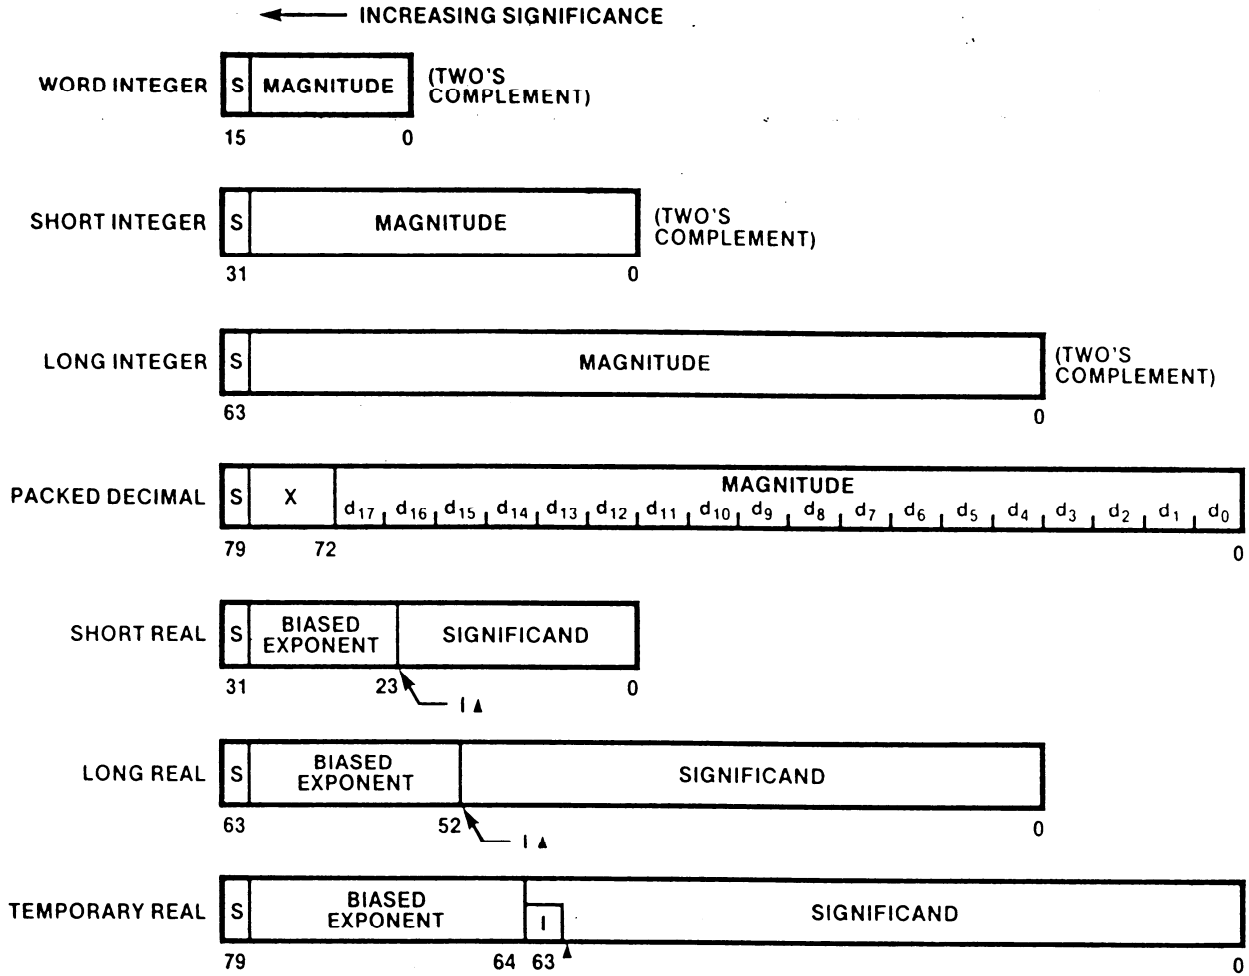 INCREASING SIGNIFICANCE
WORD INTEGER S MAGNITUDE (TWO'S
COMPLEMENT)
15 0
SHORT INTEGER S MAGNITUDE (TWO'S
COMPLEMENT)
31 0
LONG INTEGER S MAGNITUDE (TWO'S
COMPLEMENT)
63 0
PACKED DECIMAL S X MAGNITUDE
d17 d16 d15 d14 d13 d12 d11 d10 d9 d8 d7 d6 d5 d4 d3 d2 d1 d0
79 72 0
SHORT REAL S BIASED
EXPONENT SIGNIFICAND
31 23 0
I
LONG REAL S BIASED
EXPONENT SIGNIFICAND
63 52 0
I
TEMPORARY REAL S BIASED
EXPONENT I SIGNIFICAND
79 64 63 0